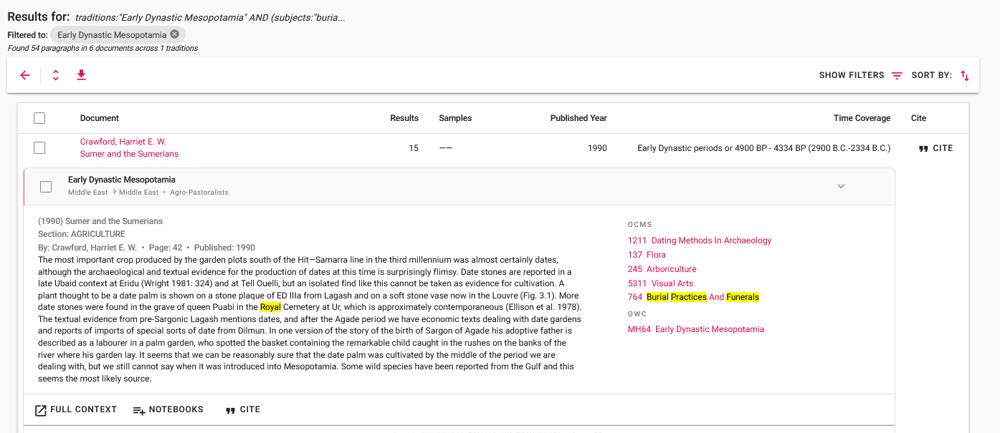 Results for: traditions:"Early Dynastic Mesopotamia" AND (subjects:"buria...
Filtered to: Early Dynastic Mesopotamia
Found 54 paragraphs in 6 documents across 1 traditions
SHOW FILTERS SORT BY:
Document Results Samples Published Year Time Coverage Cite
Crawford, Harriet E. W.
Sumer and the Sumerians
15 —— 1990 Early Dynastic periods or 4900 BP - 4334 BP (2900 B.C.-2334 B.C.) CITE
Early Dynastic Mesopotamia
Middle East > Middle East • Agro-Pastoralists
(1990) Sumer and the Sumerians
Section: AGRICULTURE
By: Crawford, Harriet E. W. • Page: 42 • Published: 1990
The most important crop produced by the garden plots south of the Hit—Samarra line in the third millennium was almost certainly dates,
although the archaeological and textual evidence for the production of dates at this time is surprisingly flimsy. Date stones are reported in a
late Ubaid context at Eridu (Wright 1981: 324) and at Tell Ouelli, but an isolated find like this cannot be taken as evidence for cultivation. A
plant thought to be a date palm is shown on a stone plaque of ED IIIa from Lagash and on a soft stone vase now in the Louvre (Fig. 3.1). More
date stones were found in the grave of queen Puabi in the Royal Cemetery at Ur, which is approximately contemporaneous (Ellison et al. 1978).
The textual evidence from pre-Sargonic Lagash mentions dates, and after the Agade period we have economic texts dealing with date gardens
and reports of imports of special sorts of date from Dilmun. In one version of the story of the birth of Sargon of Agade his adoptive father is
described as a labourer in a palm garden, who spotted the basket containing the remarkable child caught in the rushes on the banks of the
river where his garden lay. It seems that we can be reasonably sure that the date palm was cultivated by the middle of the period we are
dealing with, but we still cannot say when it was introduced into Mesopotamia. Some wild species have been reported from the Gulf and this
seems the most likely source.
OCMS
1211 Dating Methods In Archaeology
137 Flora
245 Arboriculture
5311 Visual Arts
764 Burial Practices And Funerals
OWC
MH64 Early Dynastic Mesopotamia
FULL CONTEXT NOTEBOOKS CITE